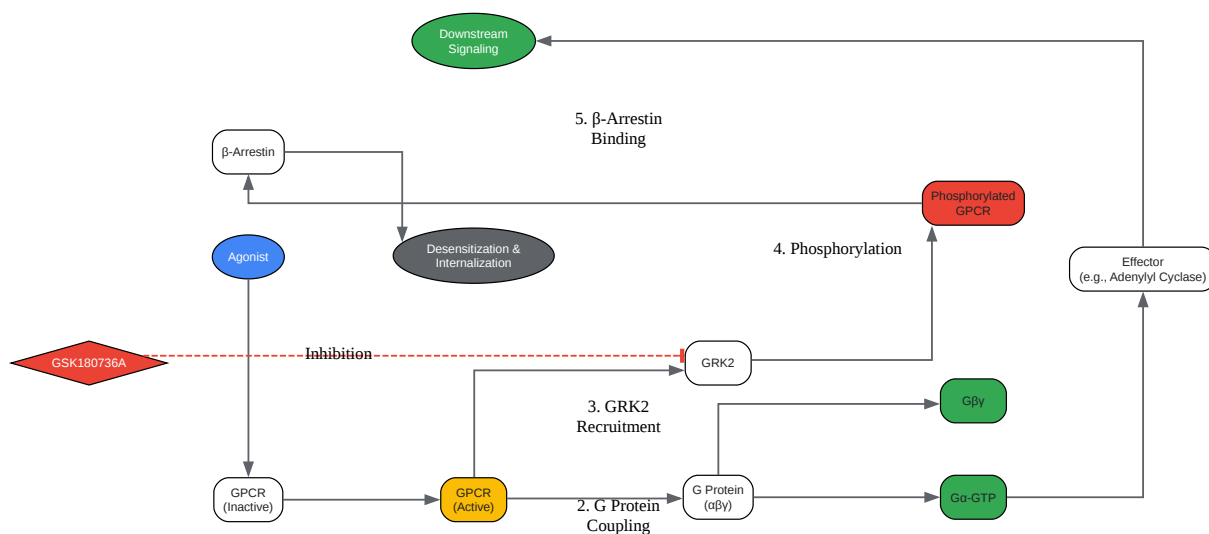 Downstream
Signaling
5. β-Arrestin
Binding
β-Arrestin
Phosphorylated
GPCR
Agonist
Desensitization &
Internalization
4. Phosphorylation
Effector
(e.g., Adenylyl Cyclase)
GSK180736A
Inhibition
GRK2
Gβγ
3. GRK2
Recruitment
GPCR
(Inactive)
GPCR
(Active)
2. G Protein
Coupling
G Protein
(αβγ)
Gα-GTP